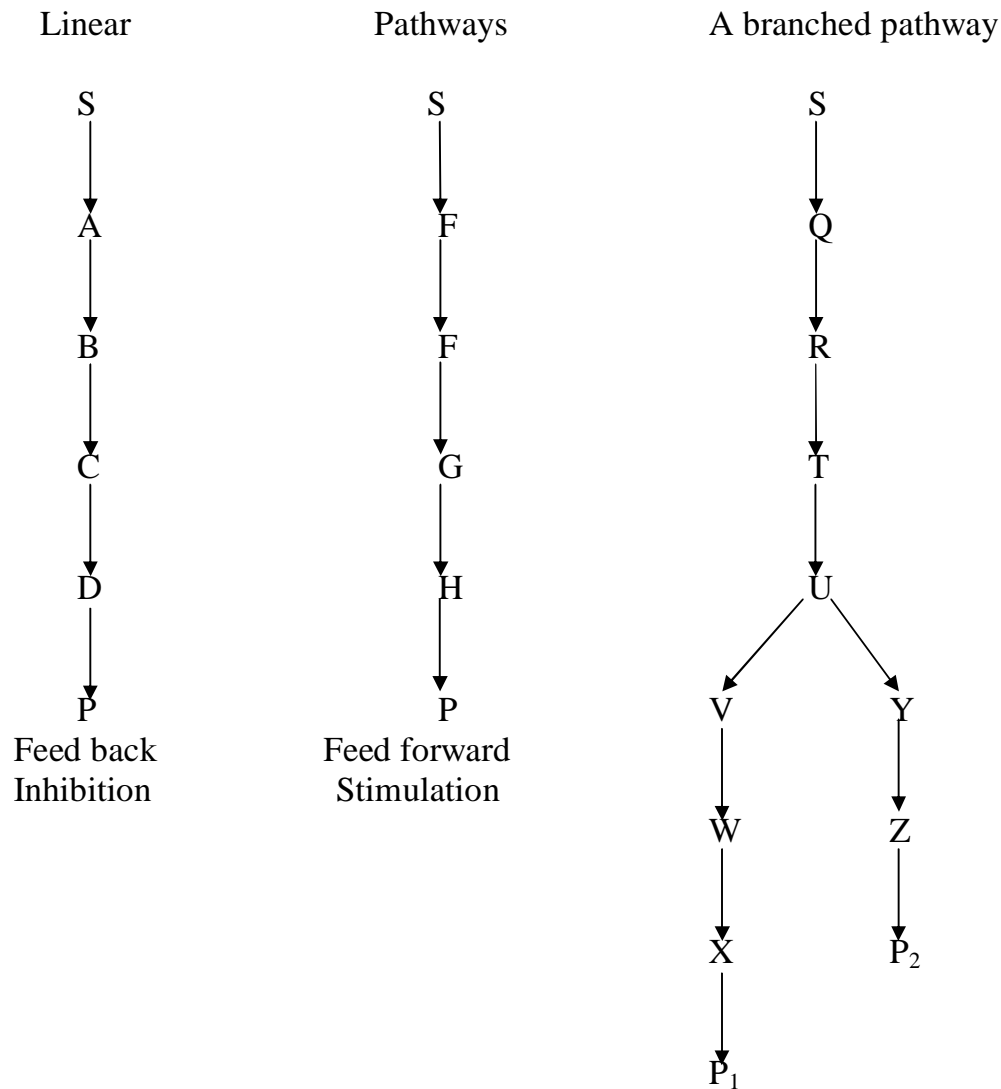 Linear Pathways A branched pathway
S S S
A F Q
B F R
C G T
D H U
P P V Y
Feed back Feed forward
Inhibition Stimulation
W Z
X P₂
P₁